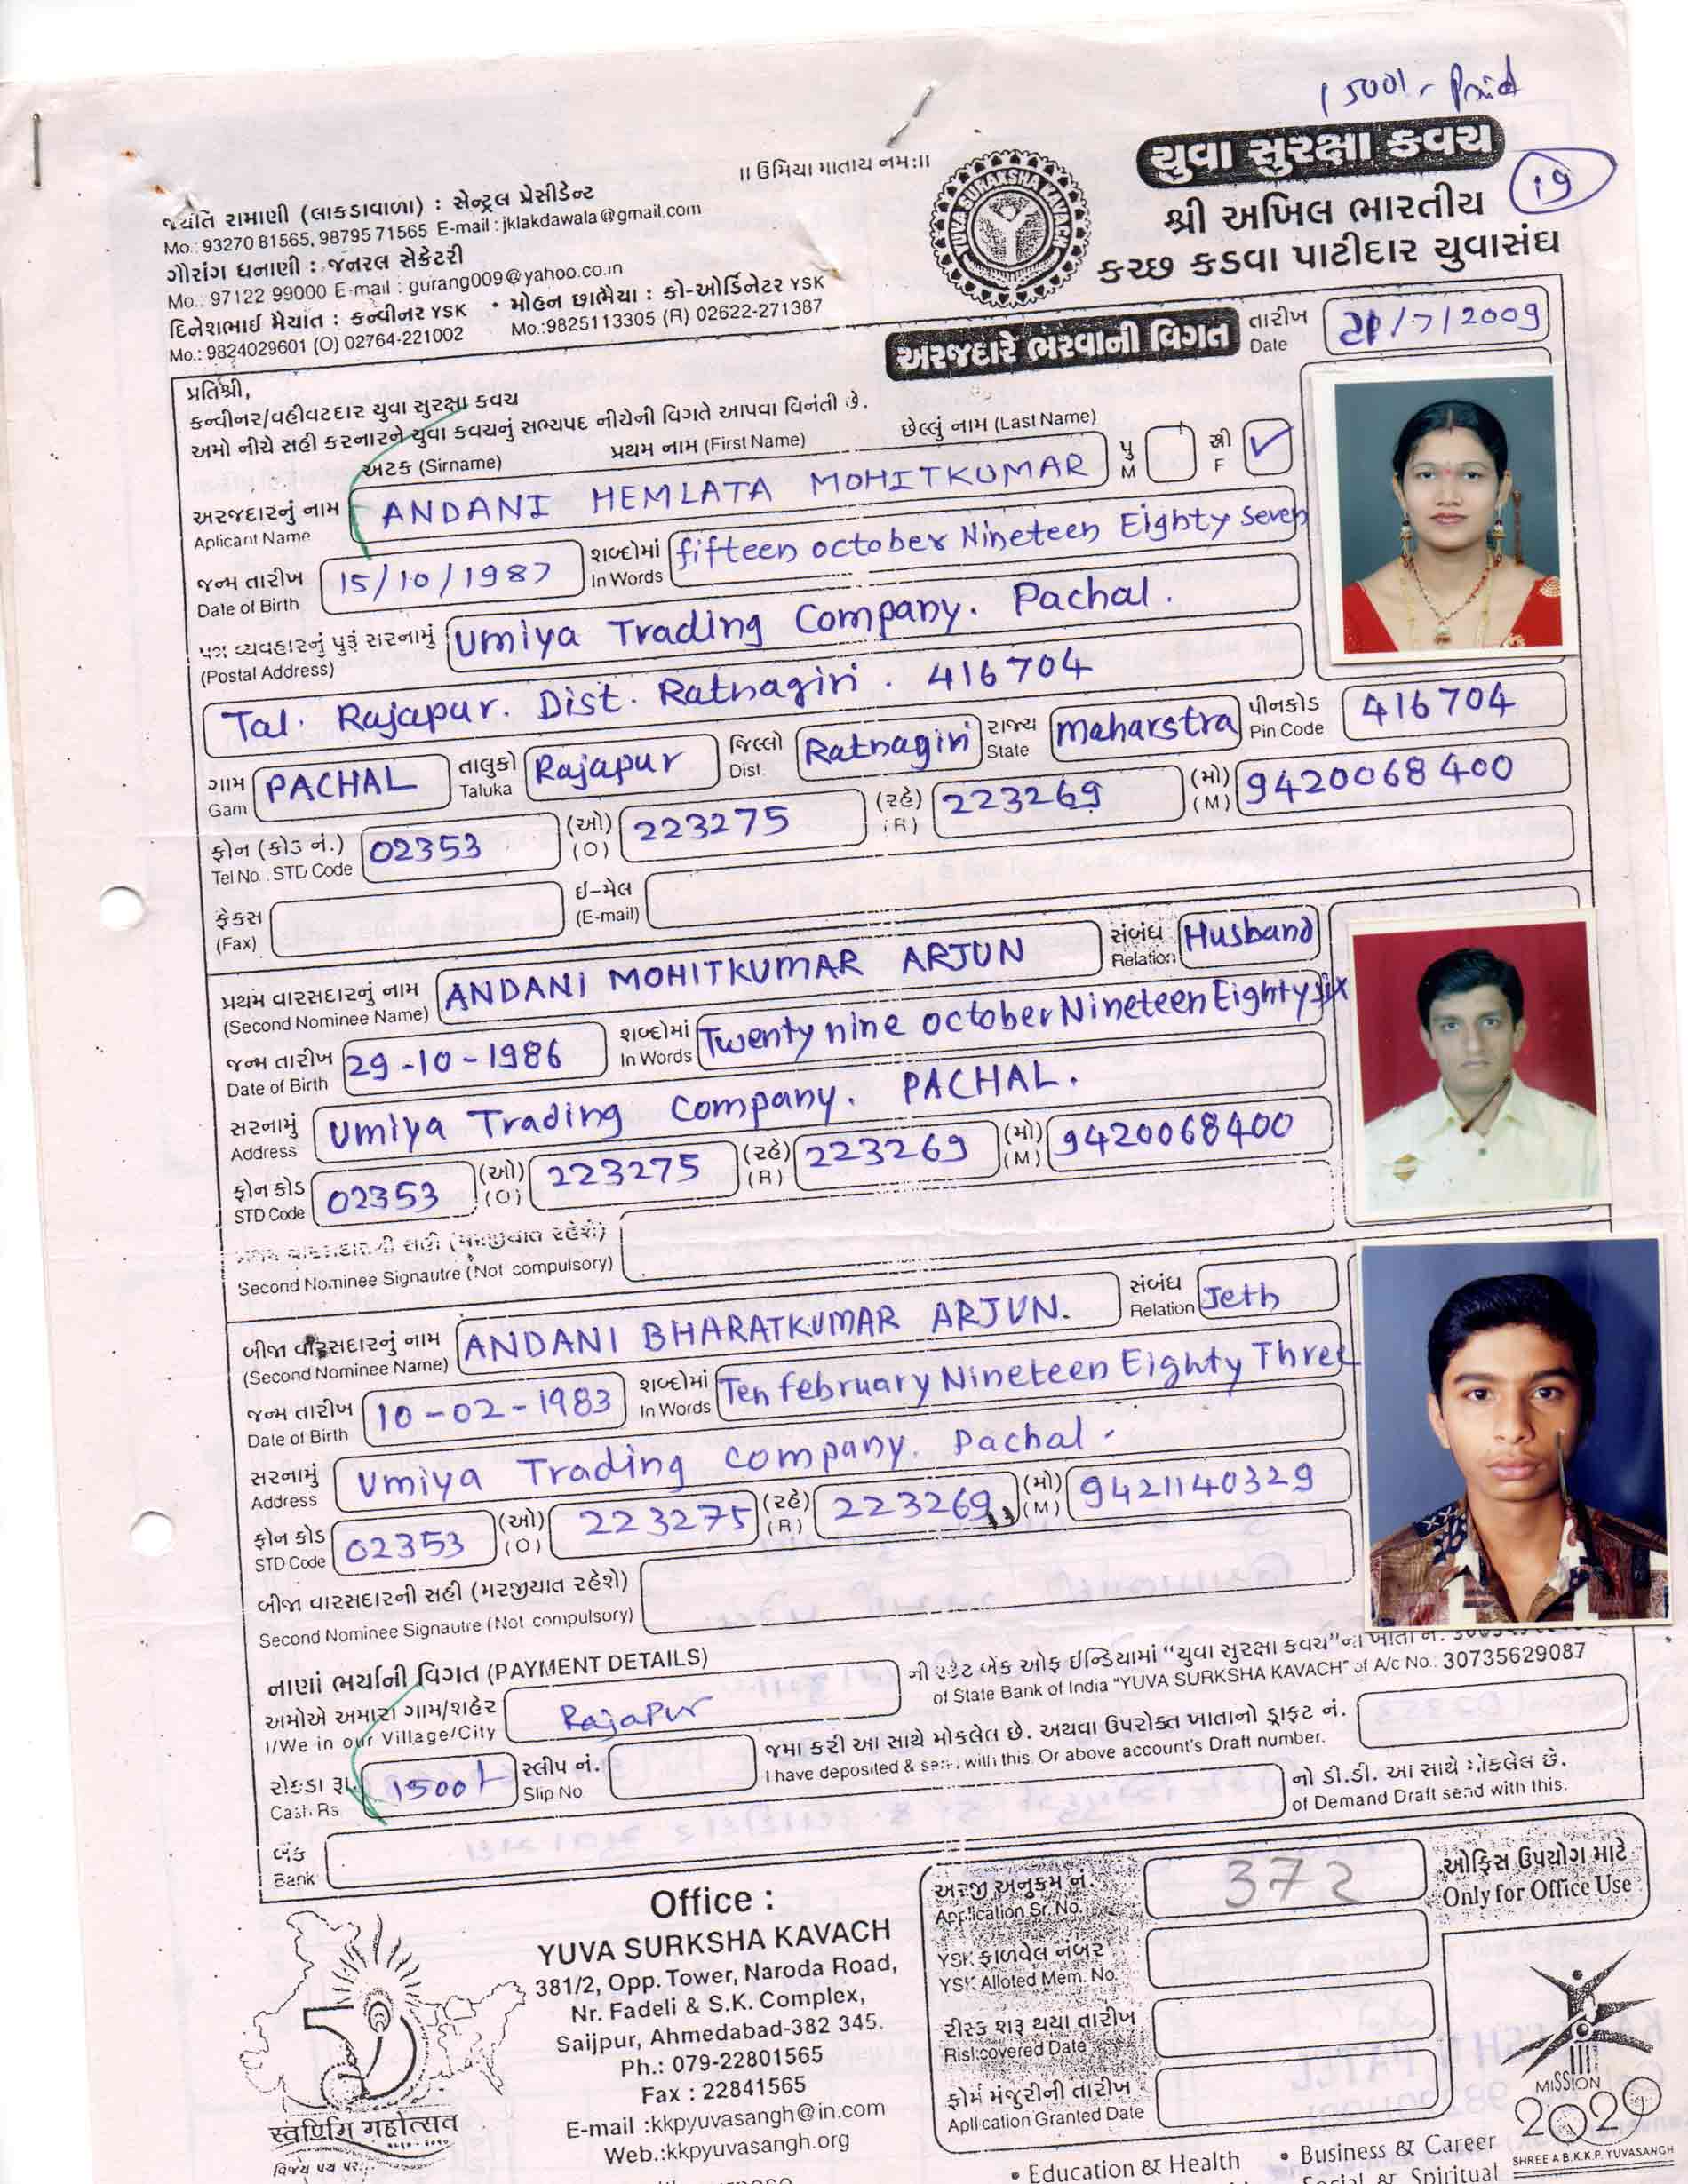 1500/- Paid
॥ ઉમિયા માતાય નમઃ॥
YUVA SURAKSHA KAVACH
યુવા સુરક્ષા કવચ
19
શ્રી અખિલ ભારતીય
કચ્છ કડવા પાટીદાર યુવાસંઘ
જ્યંતિ રામાણી (લાકડાવાળા) : સેન્ટ્રલ પ્રેસીડેન્ટ
Mo.: 93270 81565, 98795 71565 E-mail : jklakdawala@gmail.com
ગૌરાંગ ધનાણી : જનરલ સેક્રેટરી
Mo.: 97122 99000 E-mail : gurang009@yahoo.co.in
દિનેશભાઈ મૈયાત : કન્વીનર YSK • મોહન છાભૈયા : કો-ઓર્ડિનેટર YSK
Mo.: 9824029601 (O) 02764-221002 Mo.:9825113305 (R) 02622-271387
અરજદારે ભરવાની વિગત
તારીખ
Date
21/7/2009
પ્રતિશ્રી,
કન્વીનર/વહીવટદાર યુવા સુરક્ષા કવચ
અમો નીચે સહી કરનારને યુવા કવચનું સભ્યપદ નીચેની વિગતે આપવા વિનંતી છે.
અટક (Sirname) પ્રથમ નામ (First Name) છેલ્લું નામ (Last Name)
અરજદારનું નામ
Aplicant Name
ANDANI HEMLATA MOHITKUMAR
પુ
M
સ્રી
F ✓
જન્મ તારીખ
Date of Birth
15/10/1987
શબ્દોમાં
In Words
fifteen october Nineteen Eighty Seven
પત્ર વ્યવહારનું પુરૂં સરનામું
(Postal Address)
Umiya Trading Company. Pachal.
Tal. Rajapur. Dist. Ratnagiri. 416704
ગામ
Gam
PACHAL
તાલુકો
Taluka
Rajapur
જિલ્લો
Dist.
Ratnagiri
રાજ્ય
State
maharstra
પીનકોડ
Pin Code
416704
ફોન (કોડ નં.)
Tel No. STD Code
02353
(ઓ)
(O)
223275
(રહે)
(R)
223269
(મો)
(M)
9420068400
ફેક્સ
(Fax)
ઈ-મેલ
(E-mail)
પ્રથમ વારસદારનું નામ
(Second Nominee Name)
ANDANI MOHITKUMAR ARJUN
સંબંધ
Relation
Husband
જન્મ તારીખ
Date of Birth
29-10-1986
શબ્દોમાં
In Words
Twenty nine october Nineteen Eighty six
સરનામું
Address
Umiya Trading Company. PACHAL.
ફોન કોડ
STD Code
02353
(ઓ)
(O)
223275
(રહે)
(R)
223269
(મો)
(M)
9420068400
સહી (મરજીયાત રહેશે)
Second Nominee Signautre (Not compulsory)
બીજા વારસદારનું નામ
(Second Nominee Name)
ANDANI BHARATKUMAR ARJUN.
સંબંધ
Relation
Jeth
જન્મ તારીખ
Date of Birth
10-02-1983
શબ્દોમાં
In Words
Ten february Nineteen Eighty Three
સરનામું
Address
Umiya Trading company. Pachal.
ફોન કોડ
STD Code
02353
(ઓ)
(O)
223275
(રહે)
(R)
223269
(મો)
(M)
9421140329
બીજા વારસદારની સહી (મરજીયાત રહેશે)
Second Nominee Signautre (Not compulsory)
નાણાં ભર્યાની વિગત (PAYMENT DETAILS)
અમોએ અમારા ગામ/શહેર
I/We in our Village/City
Rajapur
ની સ્ટેટ બેંક ઓફ ઈન્ડિયામાં "યુવા સુરક્ષા કવચ"ના ખાતા નં.
of State Bank of India "YUVA SURKSHA KAVACH" of A/c No.: 30735629087
રોકડા રૂા.
Cash Rs
1500/-
સ્લીપ નં.
Slip No
જમા કરી આ સાથે મોકલેલ છે. અથવા ઉપરોક્ત ખાતાનો ડ્રાફ્ટ નં.
I have deposited & send with this. Or above account's Draft number.
બેંક
Bank
નો ડી.ડી. આ સાથે મોકલેલ છે.
of Demand Draft send with this.
Office :
YUVA SURKSHA KAVACH
381/2, Opp. Tower, Naroda Road,
Nr. Fadeli & S.K. Complex,
Saijpur, Ahmedabad-382 345.
Ph.: 079-22801565
Fax : 22841565
E-mail :kkpyuvasangh@in.com
Web.:kkpyuvasangh.org
અરજી અનુક્રમ નં.
Application Sr. No.
372
ઓફિસ ઉપયોગ માટે
Only for Office Use
YSK ફાળવેલ નંબર
YSK Alloted Mem. No.
રીસ્ક શરૂ થયા તારીખ
Risk covered Date
ફોર્મ મંજુરીની તારીખ
Application Granted Date
MISSION
2029
SHREE A.B.K.K.P. YUVASANGH
• Education & Health • Business & Career
Social & Spiritual